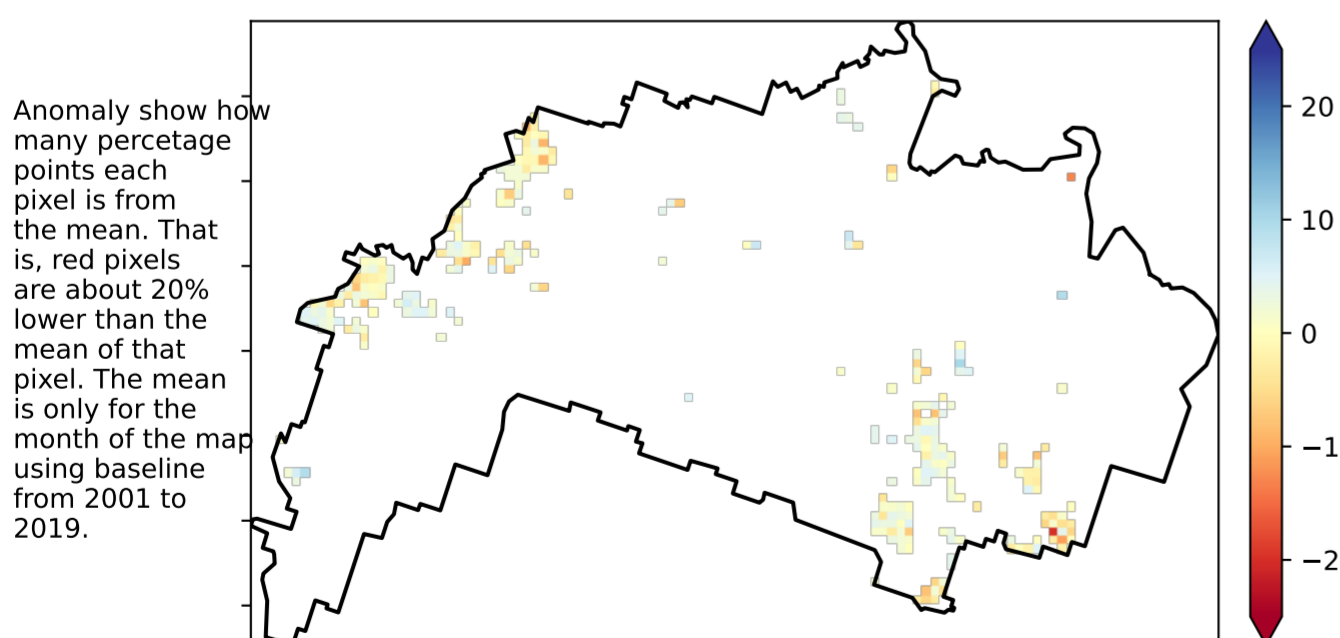 Anomaly show how
many percetage
points each
pixel is from
the mean. That
is, red pixels
are about 20%
lower than the
mean of that
pixel. The mean
is only for the
month of the map
using baseline
from 2001 to
2019.
20
10
0
−1
−2